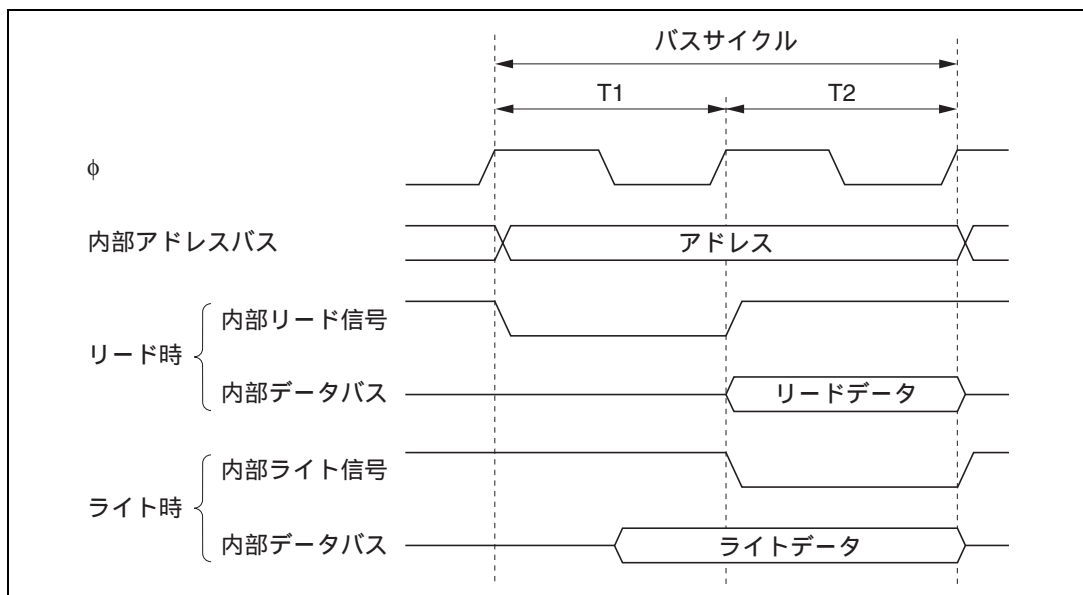 バスサイクル
T1
T2
φ
内部アドレスバス
アドレス
リード時
内部リード信号
内部データバス
リードデータ
ライト時
内部ライト信号
内部データバス
ライトデータ